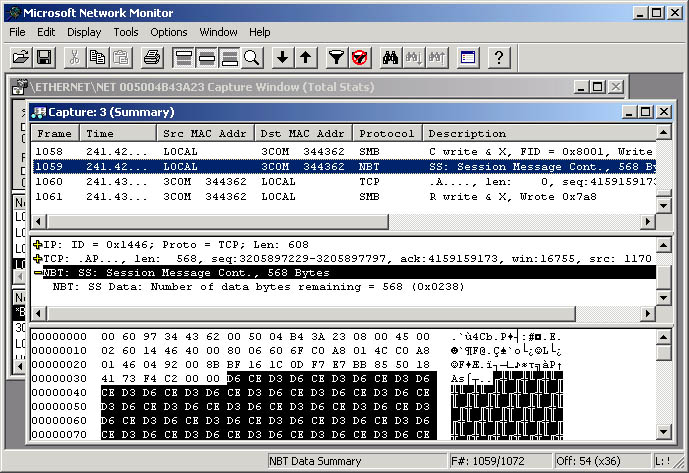 Microsoft Network Monitor
File Edit Display Tools Options Window Help
\ETHERNET\NET 005004B43A23 Capture Window (Total Stats)
Capture: 3 (Summary)
Frame Time Src MAC Addr Dst MAC Addr Protocol Description
1058 241.42... LOCAL 3COM 344362 SMB C write & X, FID = 0x8001, Write
1059 241.42... LOCAL 3COM 344362 NBT SS: Session Message Cont., 568 By
1060 241.43... 3COM 344362 LOCAL TCP .A...., len: 0, seq:4159159173
1061 241.43... 3COM 344362 LOCAL SMB R write & X, Wrote 0x7a8
IP: ID = 0x1446; Proto = TCP; Len: 608
TCP: .AP..., len: 568, seq:3205897229-3205897797, ack:4159159173, win:16755, src: 1170
NBT: SS: Session Message Cont., 568 Bytes
NBT: SS Data: Number of data bytes remaining = 568 (0x0238)
00000000 00 60 97 34 43 62 00 50 04 B4 3A 23 08 00 45 00
00000010 02 60 14 46 40 00 80 06 60 6F C0 A8 01 4C C0 A8
00000020 01 46 04 92 00 8B BF 16 1C 0D F7 E7 BB 85 50 18
00000030 41 73 F4 C2 00 00 D6 CE D3 D6 CE D3 D6 CE D3 D6
00000040 CE D3 D6 CE D3 D6 CE D3 D6 CE D3 D6 CE D3 D6 CE
00000050 D3 D6 CE D3 D6 CE D3 D6 CE D3 D6 CE D3 D6 CE D3
00000060 D6 CE D3 D6 CE D3 D6 CE D3 D6 CE D3 D6 CE D3 D6
00000070 CE D3 D6 CE D3 D6 CE D3 D6 CE D3 D6 CE D3 D6 CE
NBT Data Summary F#: 1059/1072 Off: 54 (x36) L: